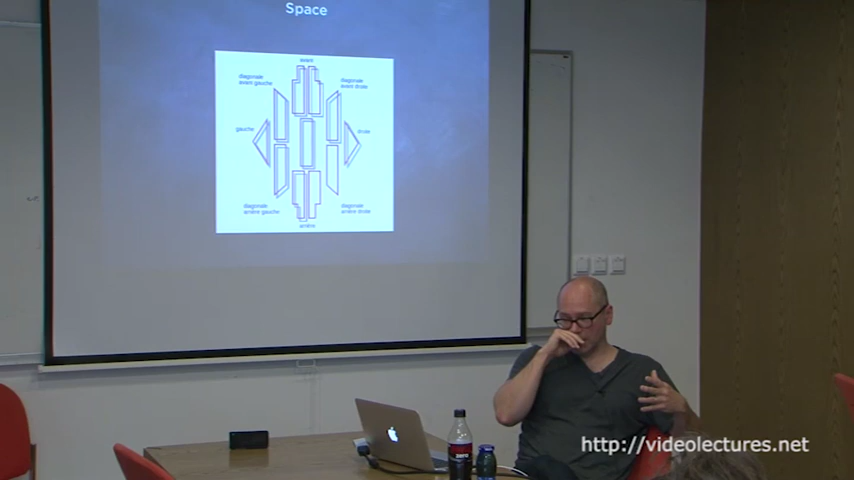 Space
avant
diagonale
avant gauche
diagonale
avant droite
gauche
droite
diagonale
arrière gauche
diagonale
arrière droite
arrière
zero
http://videolectures.net